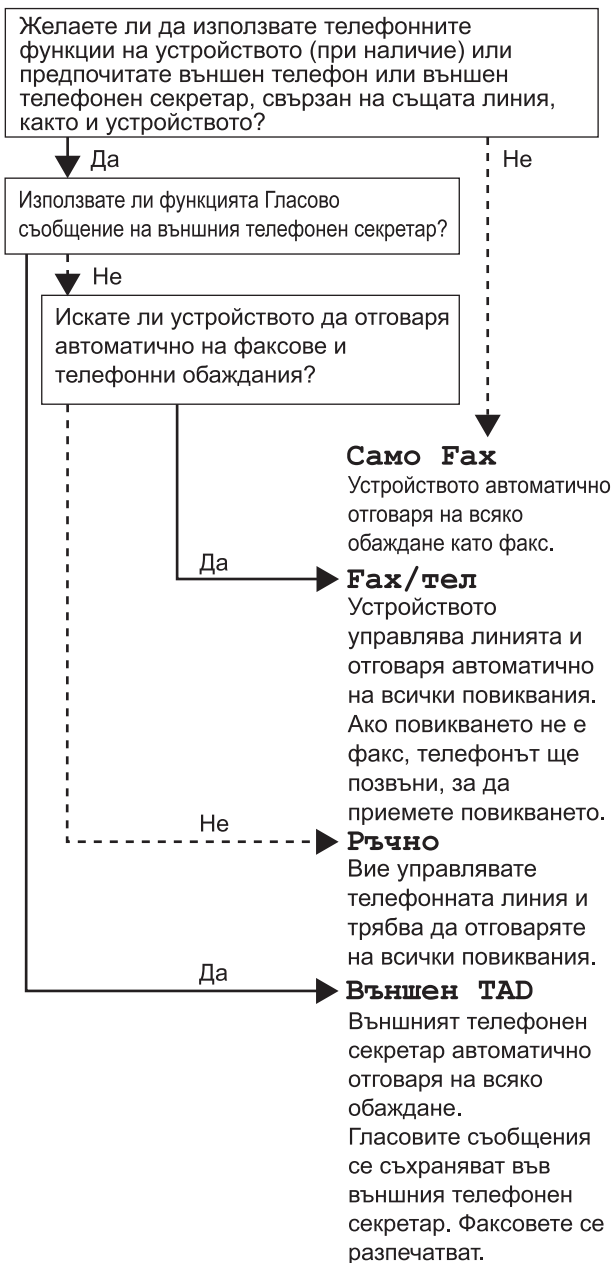 Желаете ли да използвате телефонните
функции на устройството (при наличие) или
предпочитате външен телефон или външен
телефонен секретар, свързан на същата линия,
както и устройството?
Да
Не
Използвате ли функцията Гласово
съобщение на външния телефонен секретар?
Не
Искате ли устройството да отговаря
автоматично на факсове и
телефонни обаждания?
Само Fax
Устройството автоматично
отговаря на всяко
обаждане като факс.
Да
Fax/тел
Устройството
управлява линията и
отговаря автоматично
на всички повиквания.
Ако повикването не е
факс, телефонът ще
позвъни, за да
приемете повикването.
Не
Ръчно
Вие управлявате
телефонната линия и
трябва да отговаряте
на всички повиквания.
Да
Външен TAD
Външният телефонен
секретар автоматично
отговаря на всяко
обаждане.
Гласовите съобщения
се съхраняват във
външния телефонен
секретар. Факсовете се
разпечатват.